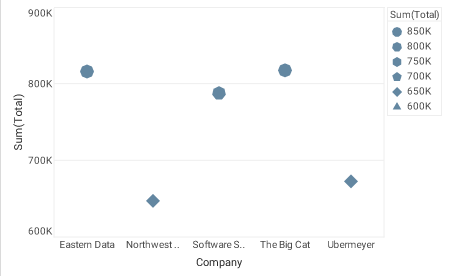 900K
800K
700K
600K
Sum(Total)
Eastern Data
Northwest ..
Software S..
The Big Cat
Ubermeyer
Company
Sum(Total)
850K
800K
750K
700K
650K
600K